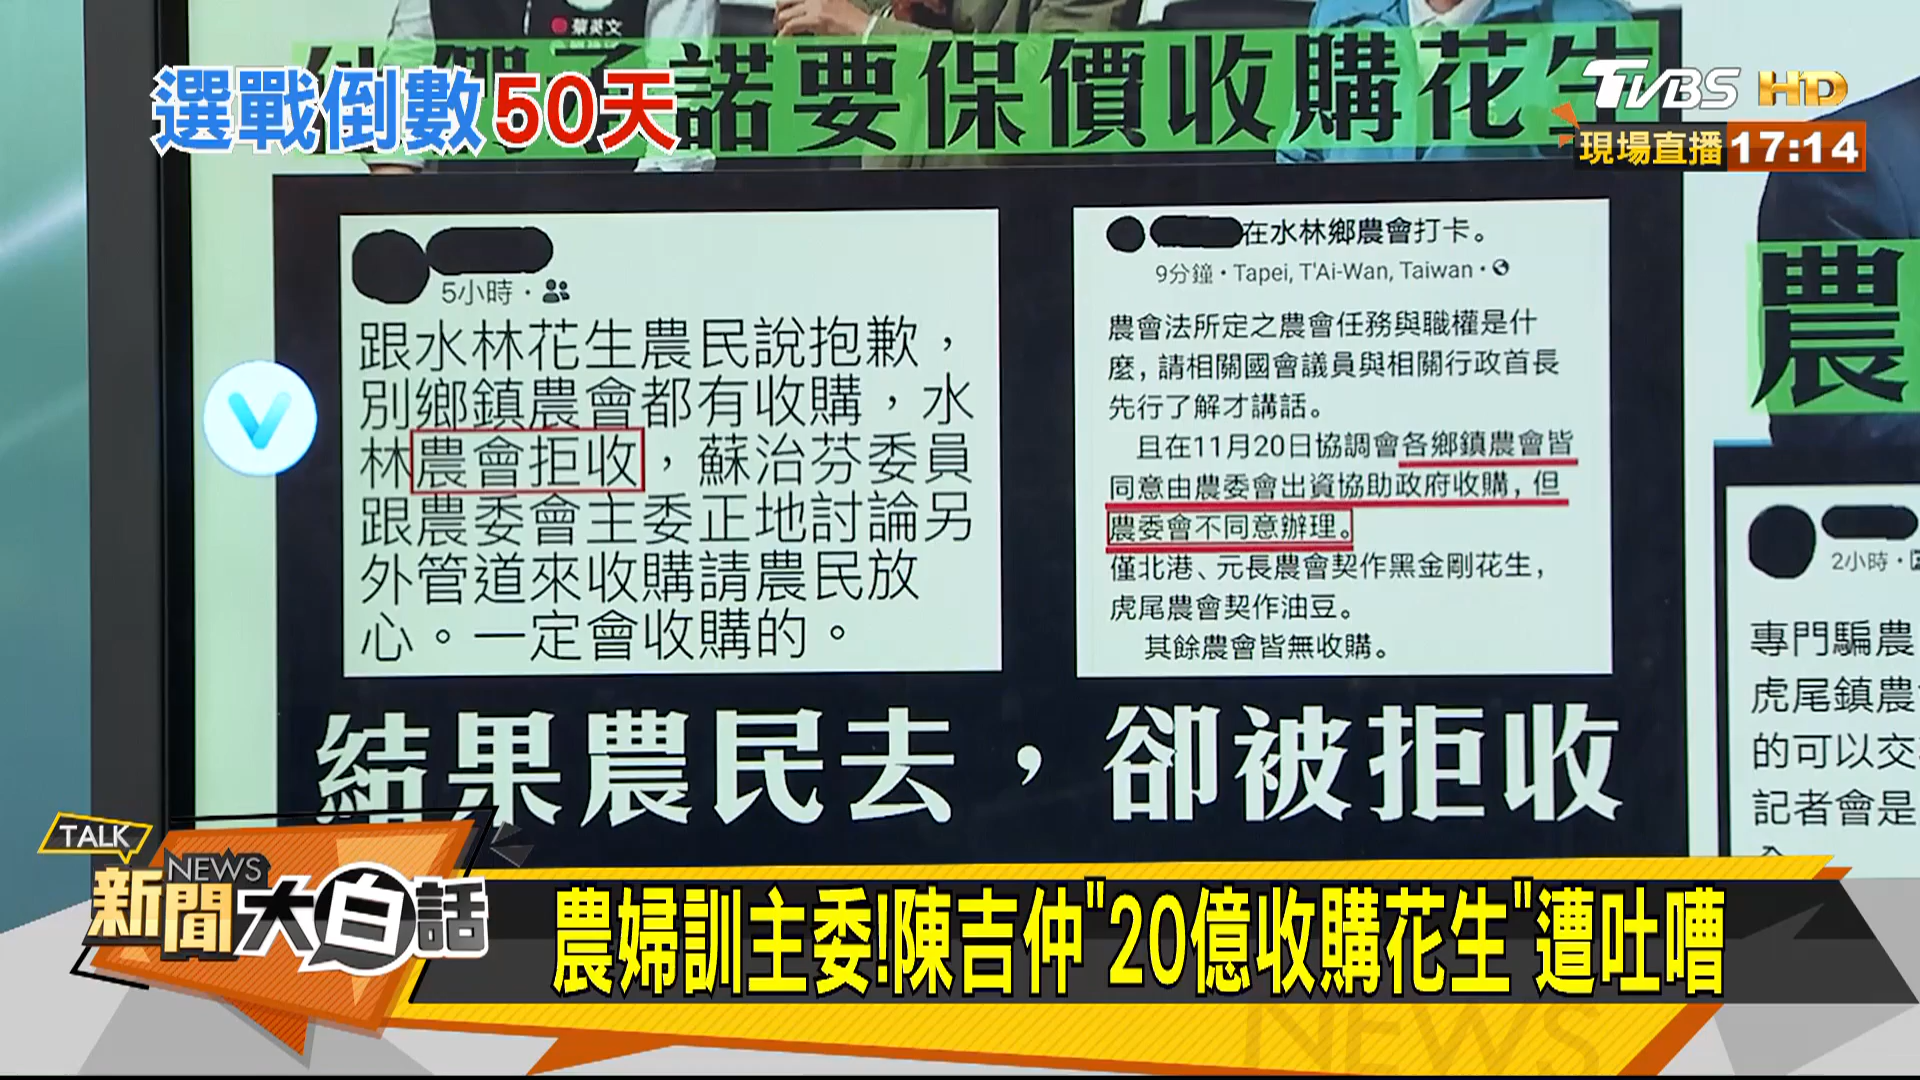 蔡英文
諾要保價收購花生
選戰倒數50天
TVBS HD
現場直播 17:14
5小時・
跟水林花生農民說抱歉，
別鄉鎮農會都有收購，水
林農會拒收，蘇治芬委員
跟農委會主委正地討論另
外管道來收購請農民放
心。一定會收購的。
在水林鄉農會打卡。
9分鐘・Tapei, T'Ai-Wan, Taiwan・
農會法所定之農會任務與職權是什
麼，請相關國會議員與相關行政首長
先行了解才講話。
且在11月20日協調會各鄉鎮農會皆
同意由農委會出資協助政府收購，但
農委會不同意辦理。
僅北港、元長農會契作黑金剛花生，
虎尾農會契作油豆。
其餘農會皆無收購。
結果農民去，卻被拒收
農
2小時・
專門騙農
虎尾鎮農
的可以交
記者會是
TALK
NEWS
新聞大白話
農婦訓主委!陳吉仲"20億收購花生"遭吐嘈
NEWS